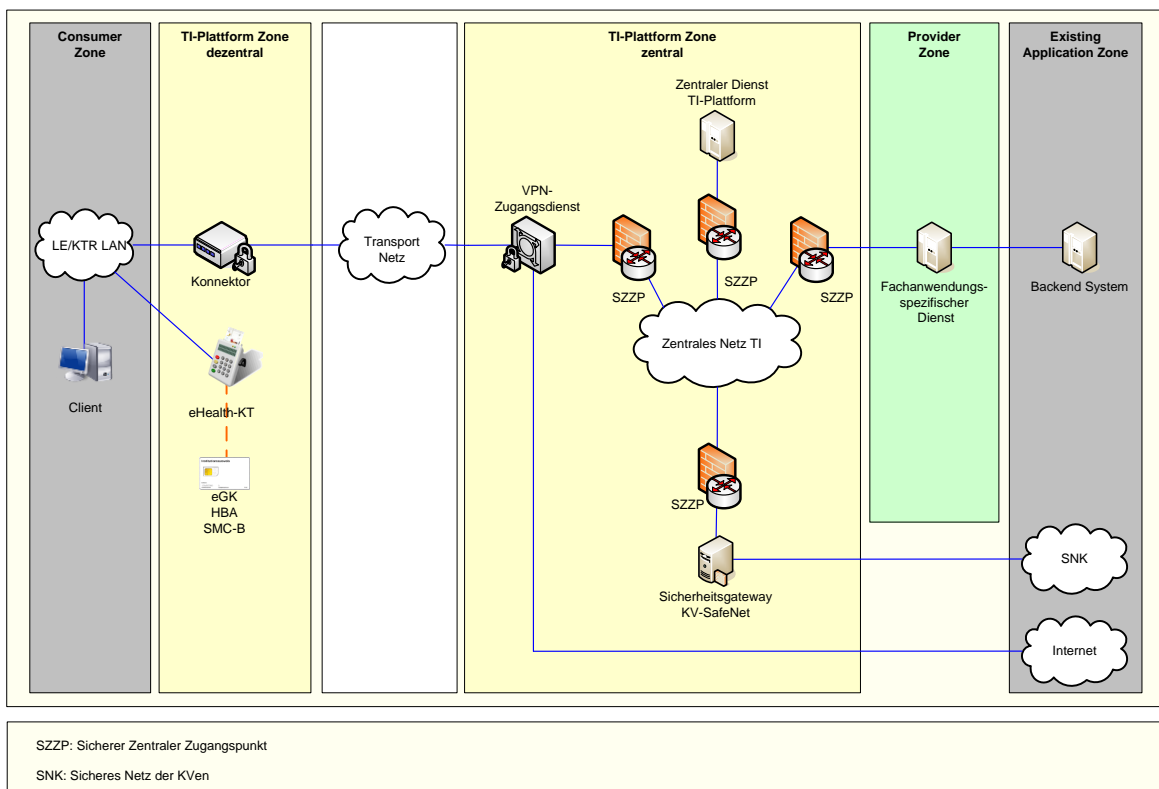 Consumer
Zone
TI-Plattform Zone
dezentral
TI-Plattform Zone
zentral
Provider
Zone
Existing
Application Zone
Zentraler Dienst
TI-Plattform
VPN-
Zugangsdienst
LE/KTR LAN
Konnektor
Transport
Netz
SZZP
SZZP
SZZP
Fachanwendungs-
spezifischer
Dienst
Backend System
Zentrales Netz TI
Client
eHealth-KT
eGK
HBA
SMC-B
SZZP
Sicherheitsgateway
KV-SafeNet
SNK
Internet
SZZP: Sicherer Zentraler Zugangspunkt
SNK: Sicheres Netz der KVen